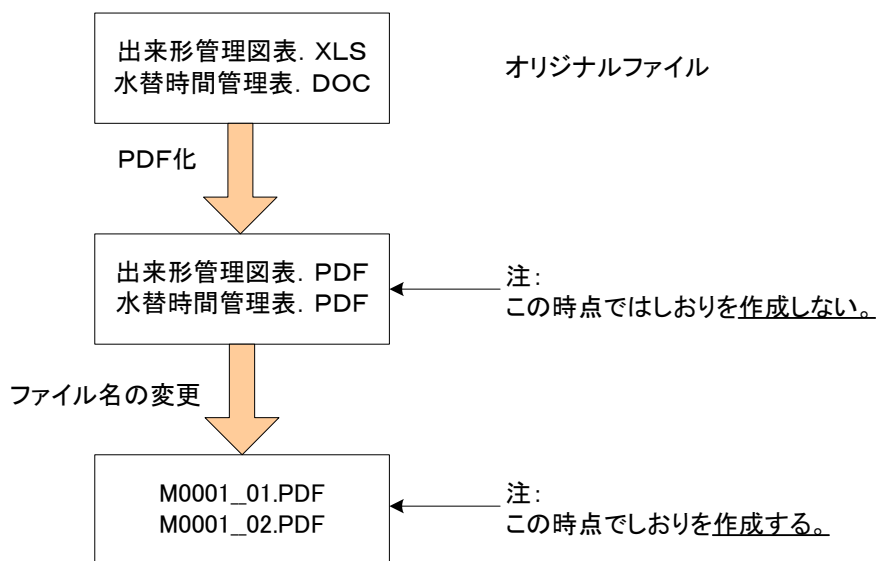 出来形管理図表．XLS
水替時間管理表．DOC
オリジナルファイル
PDF化
出来形管理図表．PDF
水替時間管理表．PDF
注：
この時点ではしおりを作成しない。
ファイル名の変更
M0001_01.PDF
M0001_02.PDF
注：
この時点でしおりを作成する。